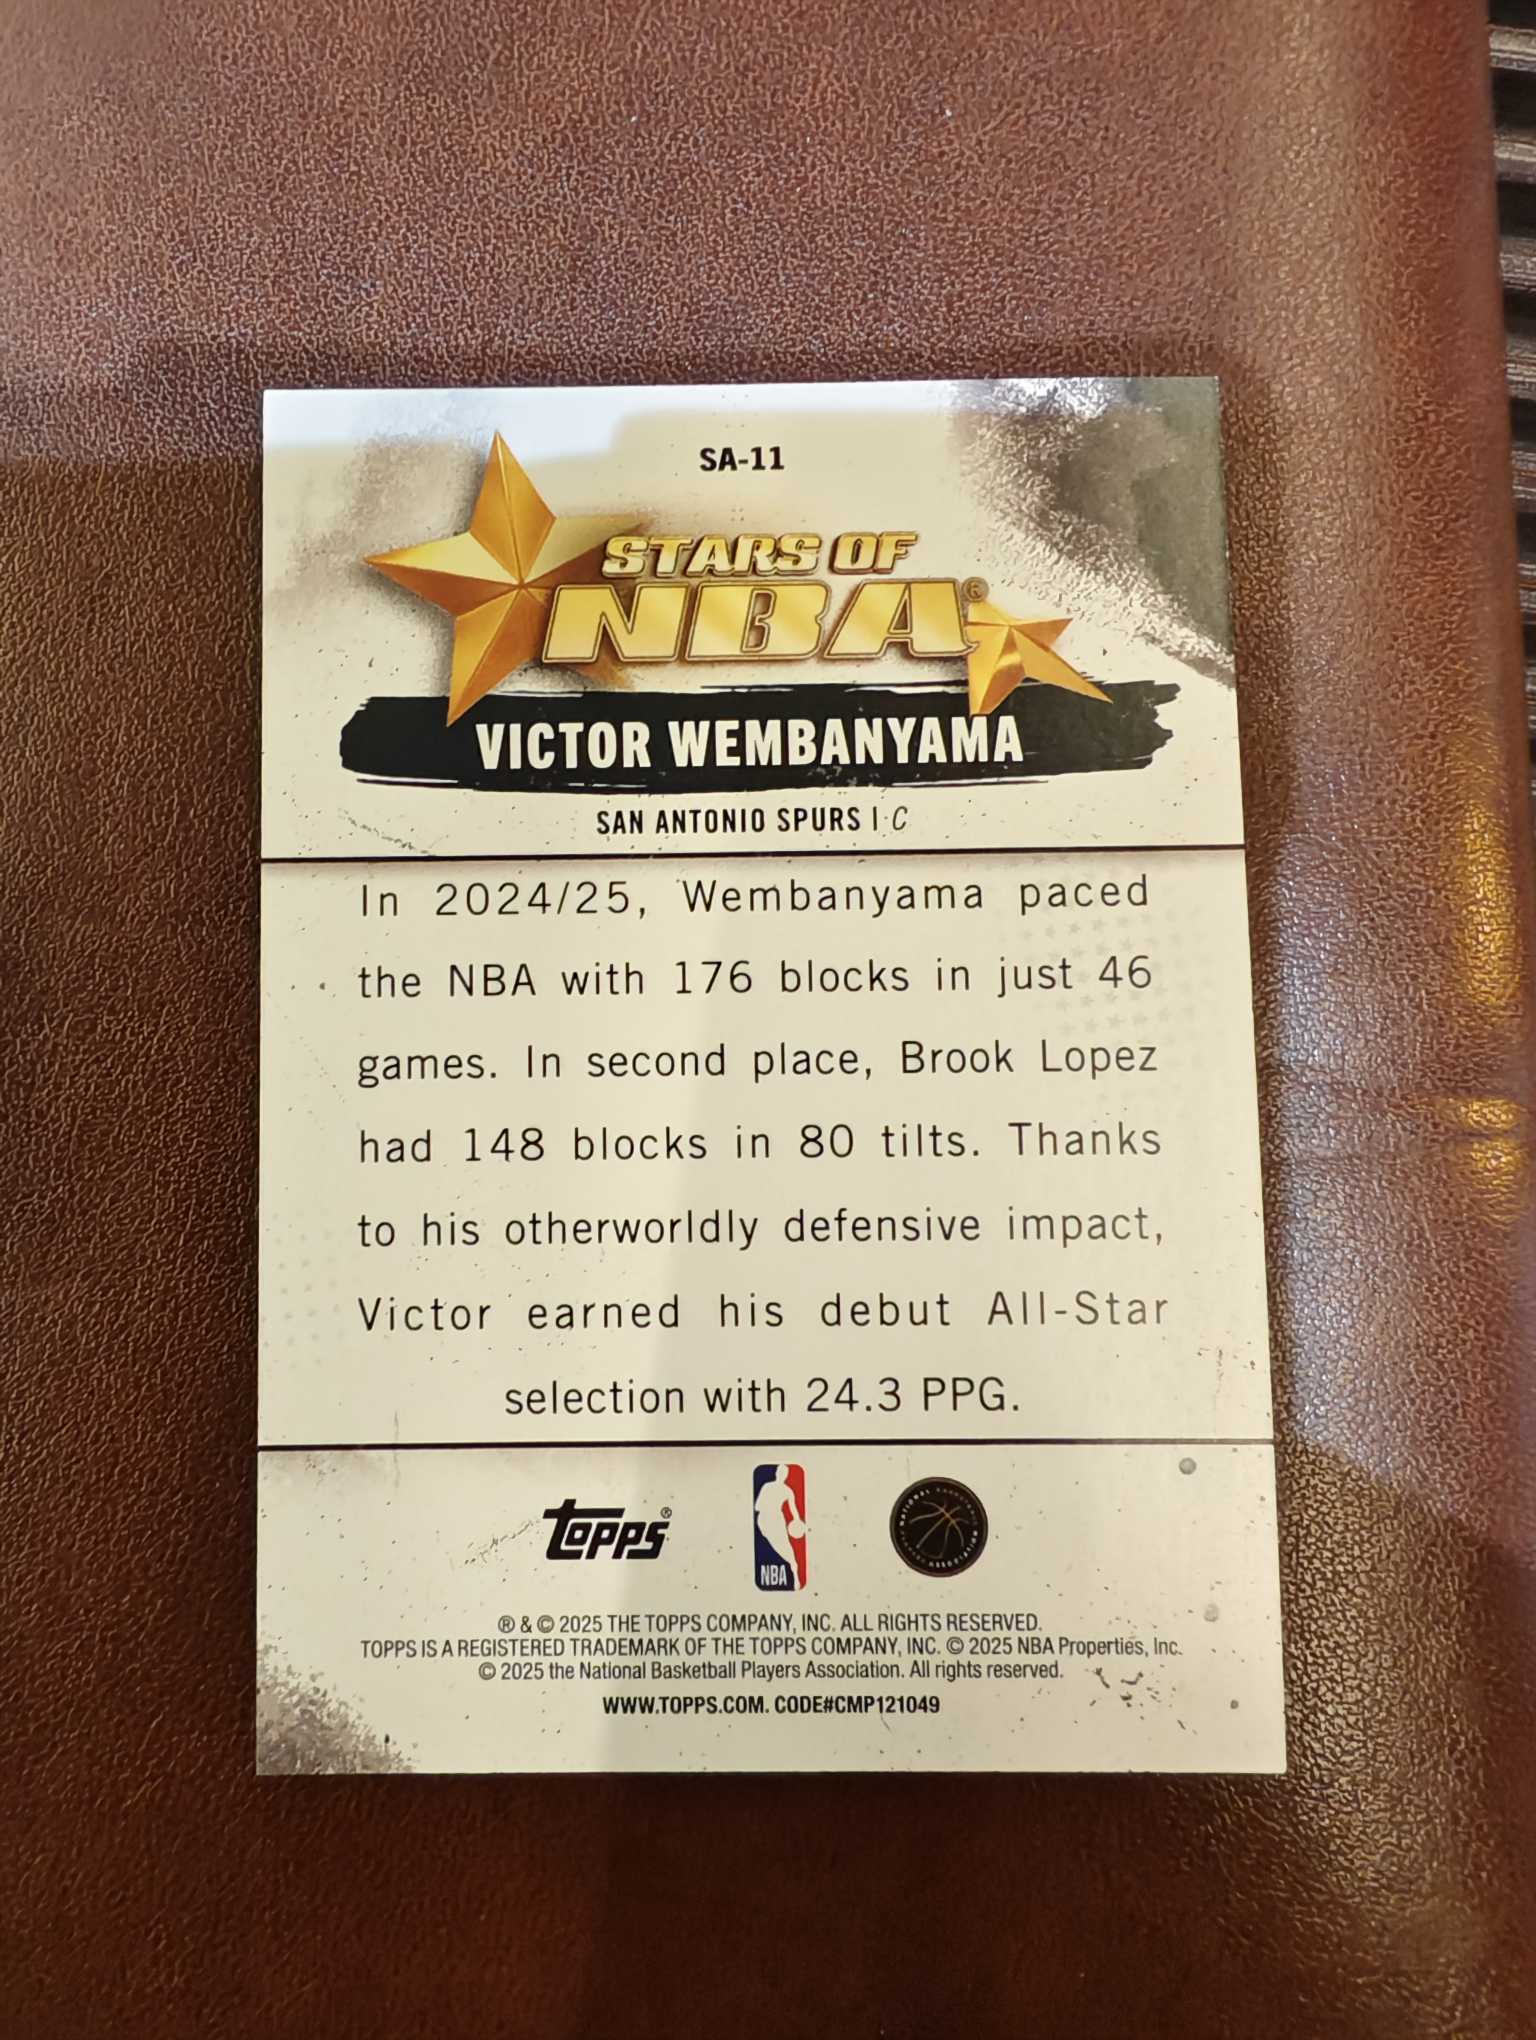 SA-11
STARS OF
NBA®
VICTOR WEMBANYAMA
SAN ANTONIO SPURS | C
In 2024/25, Wembanyama paced
the NBA with 176 blocks in just 46
games. In second place, Brook Lopez
had 148 blocks in 80 tilts. Thanks
to his otherworldly defensive impact,
Victor earned his debut All-Star
selection with 24.3 PPG.
topps®
NBA
® & © 2025 THE TOPPS COMPANY, INC. ALL RIGHTS RESERVED.
TOPPS IS A REGISTERED TRADEMARK OF THE TOPPS COMPANY, INC. © 2025 NBA Properties, Inc.
© 2025 the National Basketball Players Association. All rights reserved.
WWW.TOPPS.COM. CODE#CMP121049